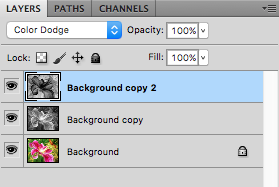 LAYERS PATHS CHANNELS
Color Dodge Opacity: 100%
Lock: Fill: 100%
Background copy 2
Background copy
Background